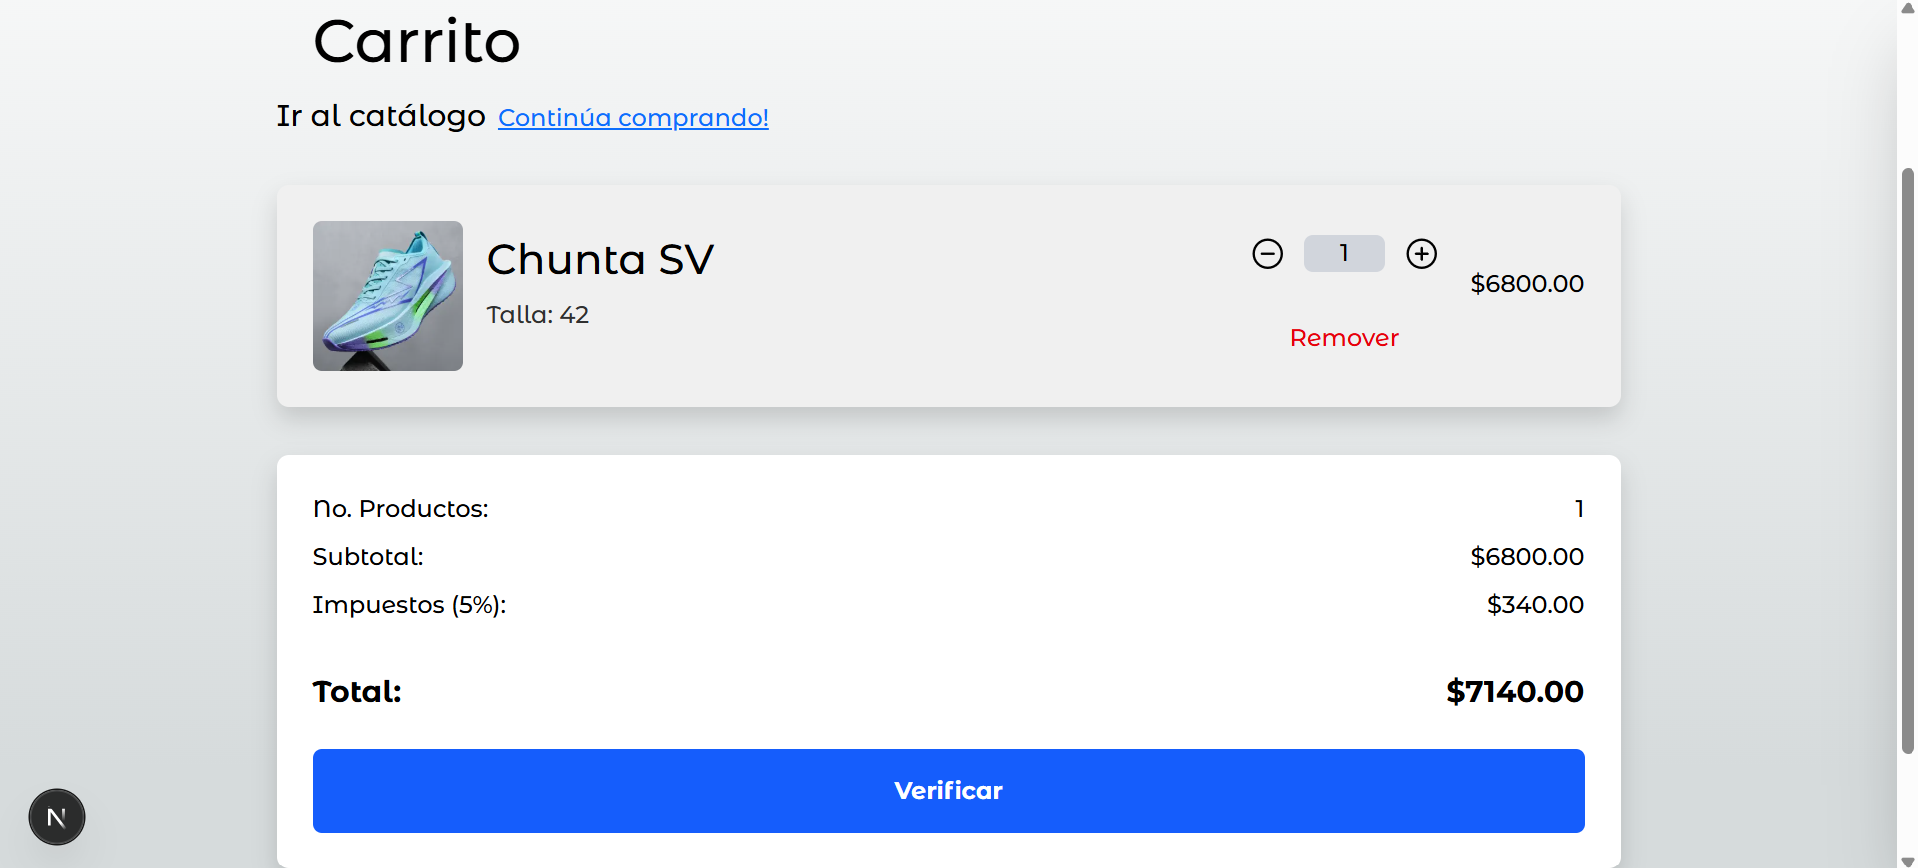 Carrito
Ir al catálogo Continúa comprando!
Chunta SV
Talla: 42
1
$6800.00
Remover
No. Productos: 1
Subtotal: $6800.00
Impuestos (5%): $340.00
Total: $7140.00
Verificar
N